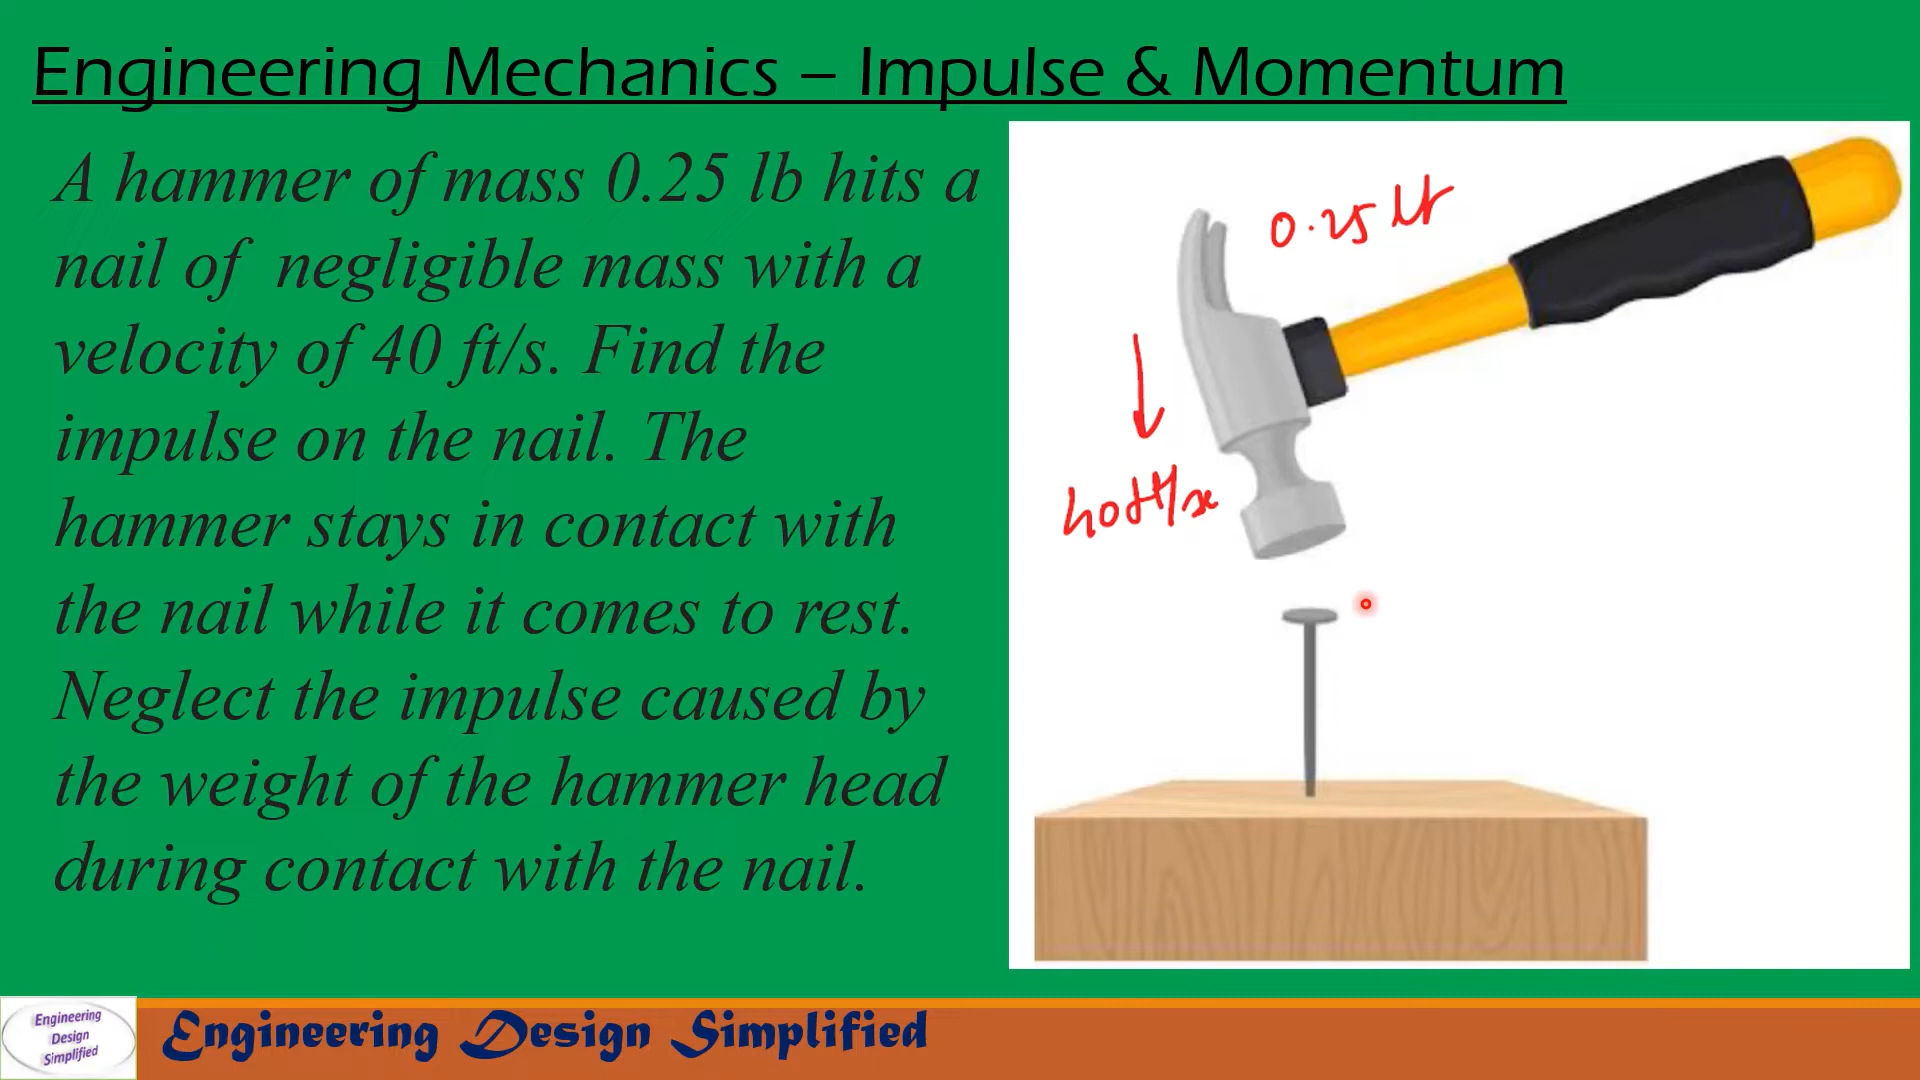 Engineering Mechanics – Impulse & Momentum
A hammer of mass 0.25 lb hits a
nail of negligible mass with a
velocity of 40 ft/s. Find the
impulse on the nail. The
hammer stays in contact with
the nail while it comes to rest.
Neglect the impulse caused by
the weight of the hammer head
during contact with the nail.
0.25 lb
40 ft/s
Engineering
Design
Simplified
Engineering Design Simplified